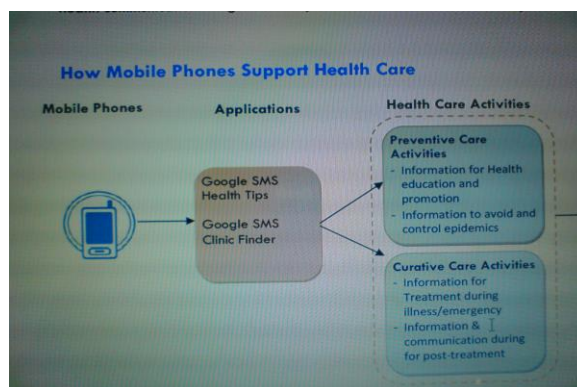 How Mobile Phones Support Health Care
Mobile Phones
Applications
Health Care Activities
Google SMS
Health Tips
Google SMS
Clinic Finder
Preventive Care
Activities
- Information for Health
education and
promotion
- Information to avoid and
control epidemics
Curative Care Activities
- Information for
Treatment during
illness/emergency
- Information &
communication during
for post-treatment